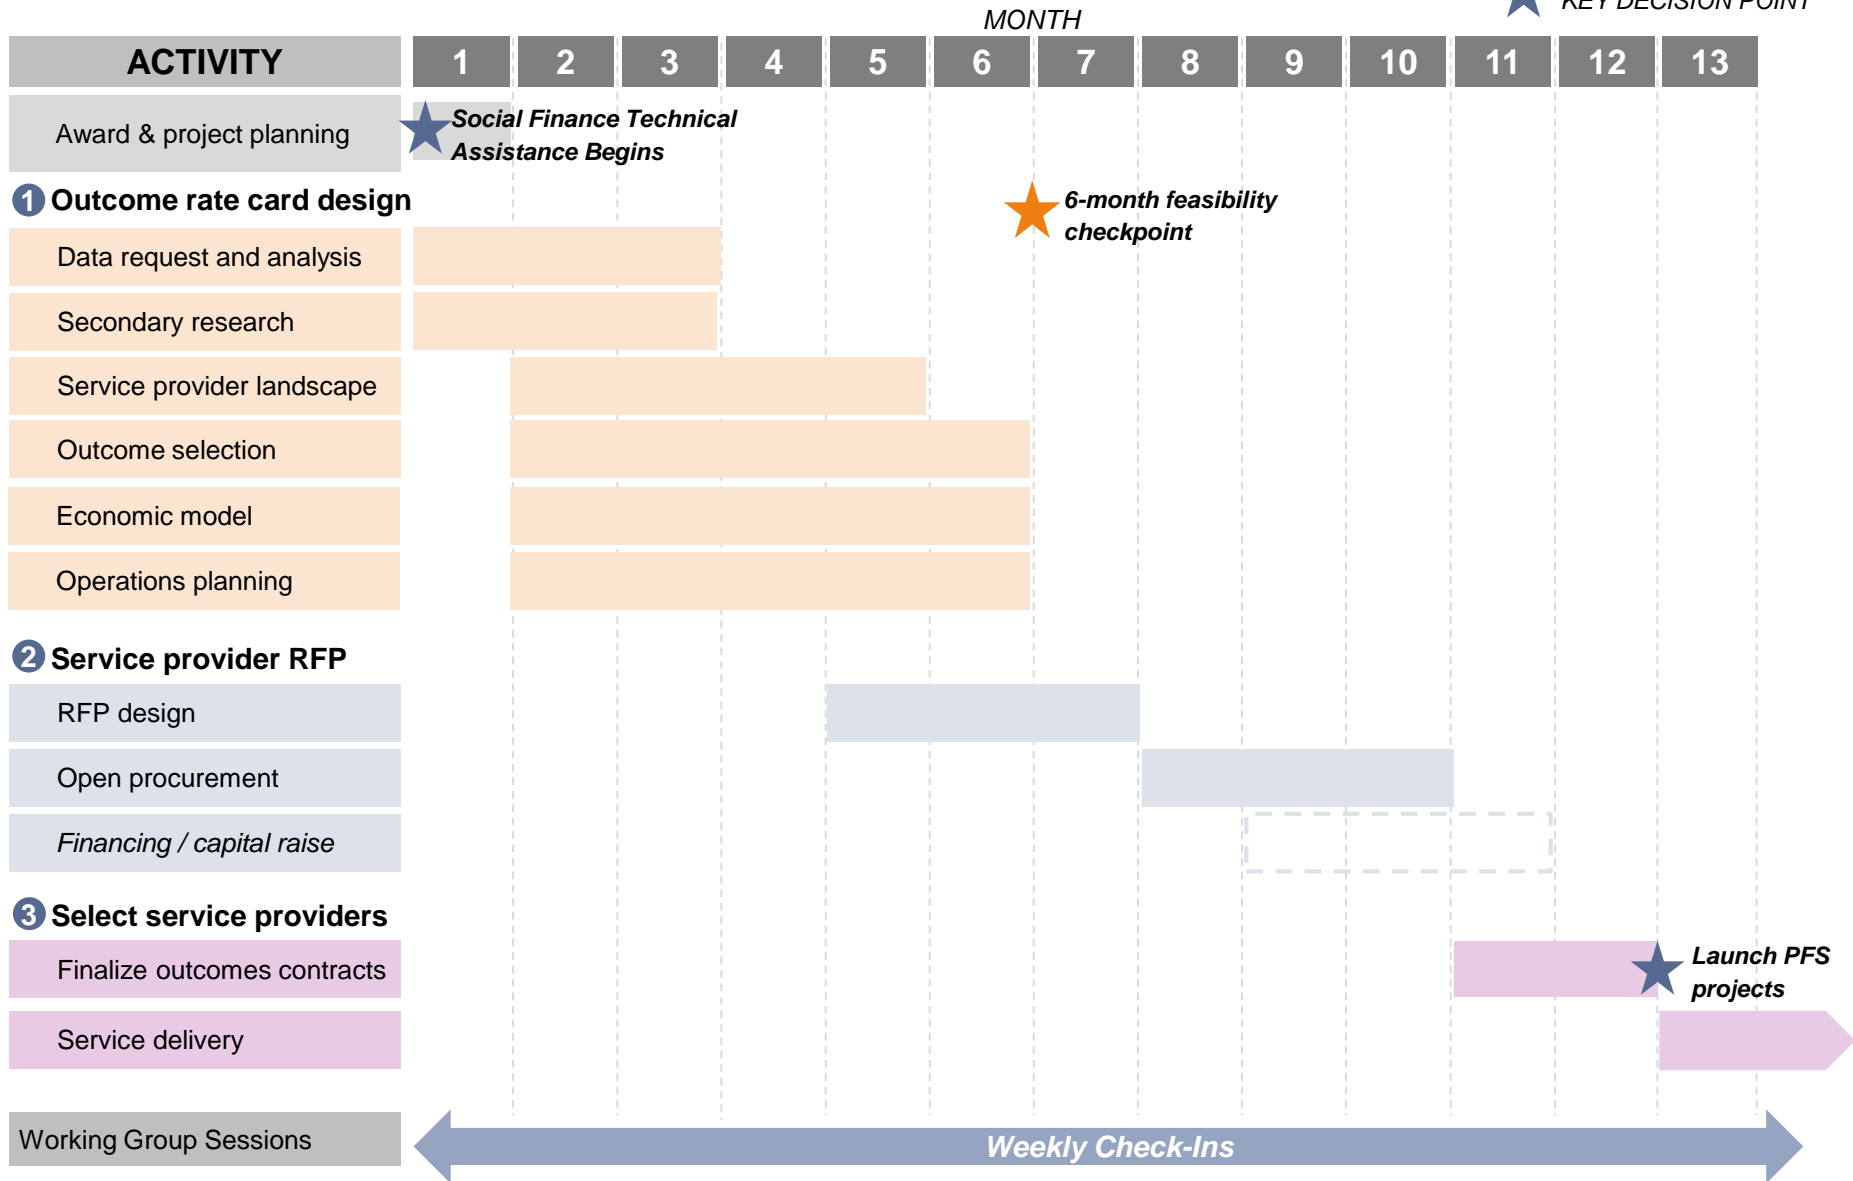 KEY DECISION POINT
MONTH
ACTIVITY 1 2 3 4 5 6 7 8 9 10 11 12 13
Award & project planning
Social Finance Technical
Assistance Begins
1 Outcome rate card design
6-month feasibility
checkpoint
Data request and analysis
Secondary research
Service provider landscape
Outcome selection
Economic model
Operations planning
2 Service provider RFP
RFP design
Open procurement
Financing / capital raise
3 Select service providers
Finalize outcomes contracts
Launch PFS
projects
Service delivery
Working Group Sessions
Weekly Check-Ins